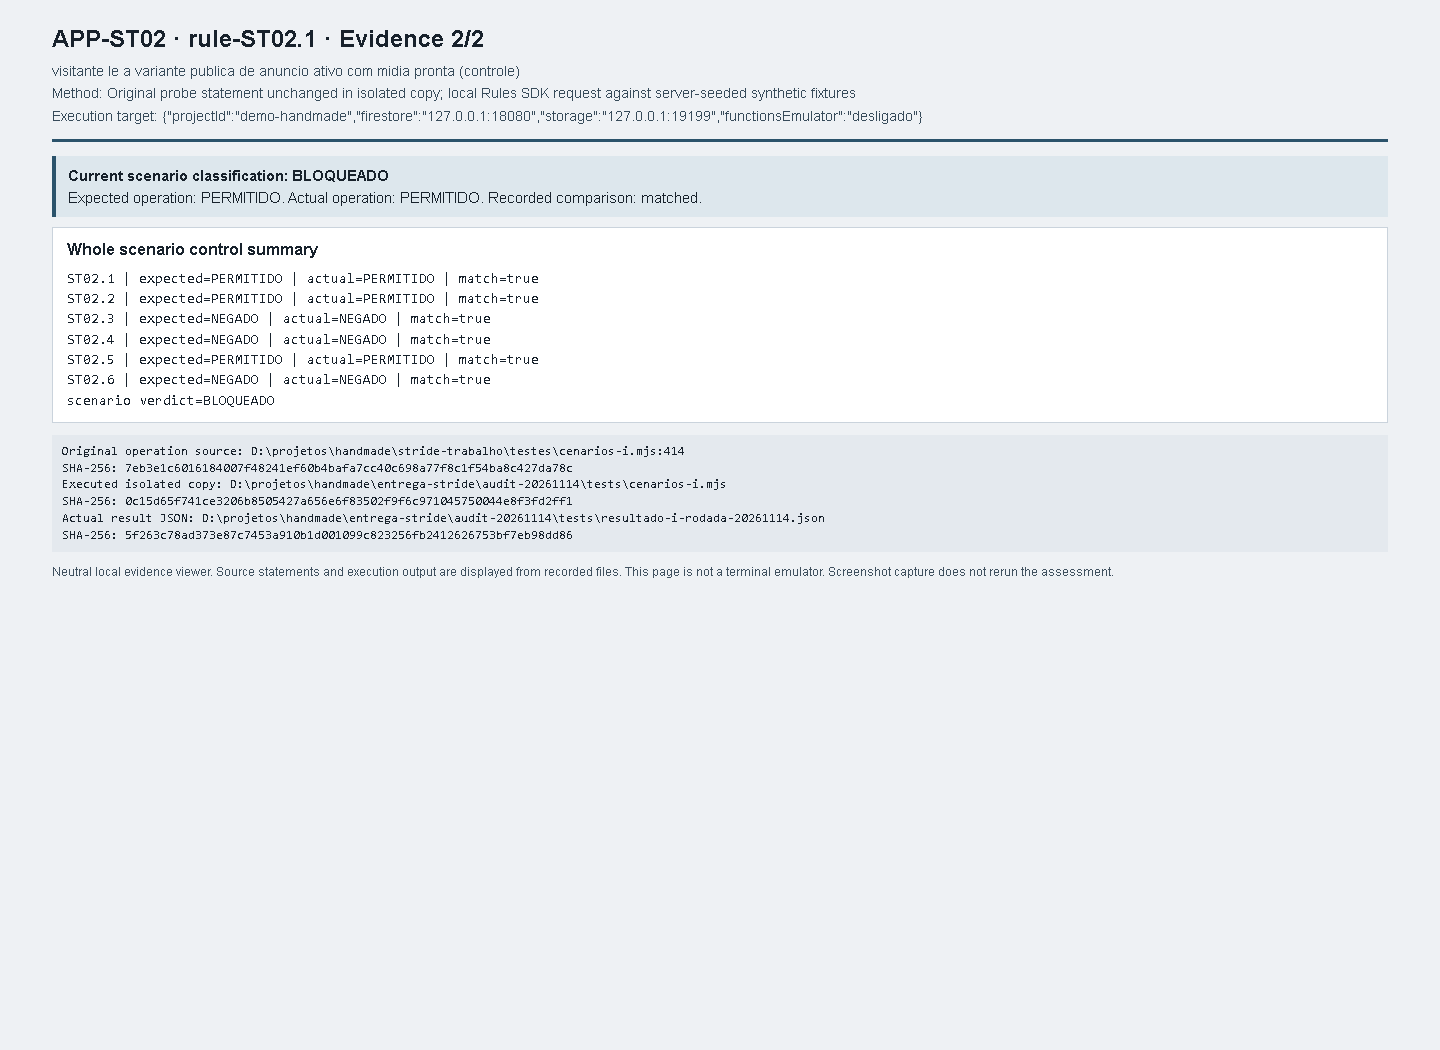 APP-ST02 · rule-ST02.1 · Evidence 2/2
visitante le a variante publica de anuncio ativo com midia pronta (controle)
Method: Original probe statement unchanged in isolated copy; local Rules SDK request against server-seeded synthetic fixtures
Execution target: {"projectId":"demo-handmade","firestore":"127.0.0.1:18080","storage":"127.0.0.1:19199","functionsEmulator":"desligado"}
Current scenario classification: BLOQUEADO
Expected operation: PERMITIDO. Actual operation: PERMITIDO. Recorded comparison: matched.
Whole scenario control summary
ST02.1 | expected=PERMITIDO | actual=PERMITIDO | match=true
ST02.2 | expected=PERMITIDO | actual=PERMITIDO | match=true
ST02.3 | expected=NEGADO | actual=NEGADO | match=true
ST02.4 | expected=NEGADO | actual=NEGADO | match=true
ST02.5 | expected=PERMITIDO | actual=PERMITIDO | match=true
ST02.6 | expected=NEGADO | actual=NEGADO | match=true
scenario verdict=BLOQUEADO
Original operation source: D:\projetos\handmade\stride-trabalho\testes\cenarios-i.mjs:414
SHA-256: 7eb3e1c6016184007f48241ef60b4bafa7cc40c698a77f8c1f54ba8c427da78c
Executed isolated copy: D:\projetos\handmade\entrega-stride\audit-20261114\tests\cenarios-i.mjs
SHA-256: 0c15d65f741ce3206b8505427a656e6f83502f9f6c971045750044e8f3fd2ff1
Actual result JSON: D:\projetos\handmade\entrega-stride\audit-20261114\tests\resultado-i-rodada-20261114.json
SHA-256: 5f263c78ad373e87c7453a910b1d001099c823256fb2412626753bf7eb98dd86
Neutral local evidence viewer. Source statements and execution output are displayed from recorded files. This page is not a terminal emulator. Screenshot capture does not rerun the assessment.